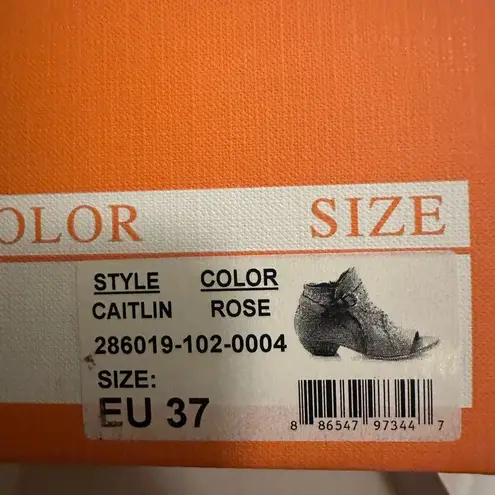 OLOR SIZE
STYLE COLOR
CAITLIN ROSE
286019-102-0004
SIZE:
EU 37
8 86547 97344 7